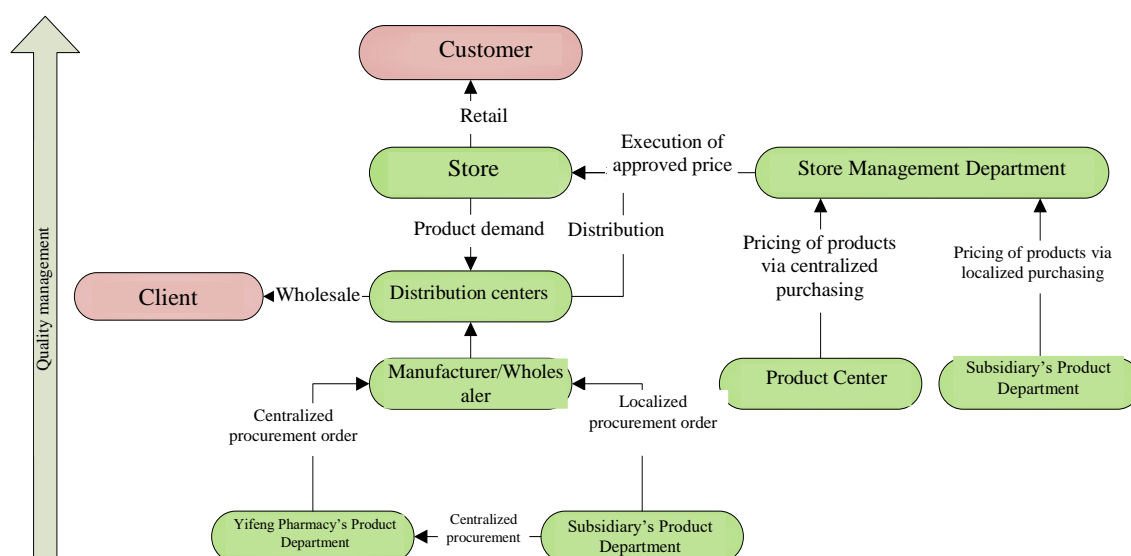 Customer
Retail
Execution of
approved price
Store
Store Management Department
Product demand
Distribution
Pricing of products
via centralized
purchasing
Pricing of products via
localized purchasing
Quality management
Client
Wholesale
Distribution centers
Manufacturer/Wholes
aler
Product Center
Subsidiary's Product
Department
Centralized
procurement order
Localized
procurement order
Yifeng Pharmacy's Product
Department
Centralized
procurement
Subsidiary's Product
Department